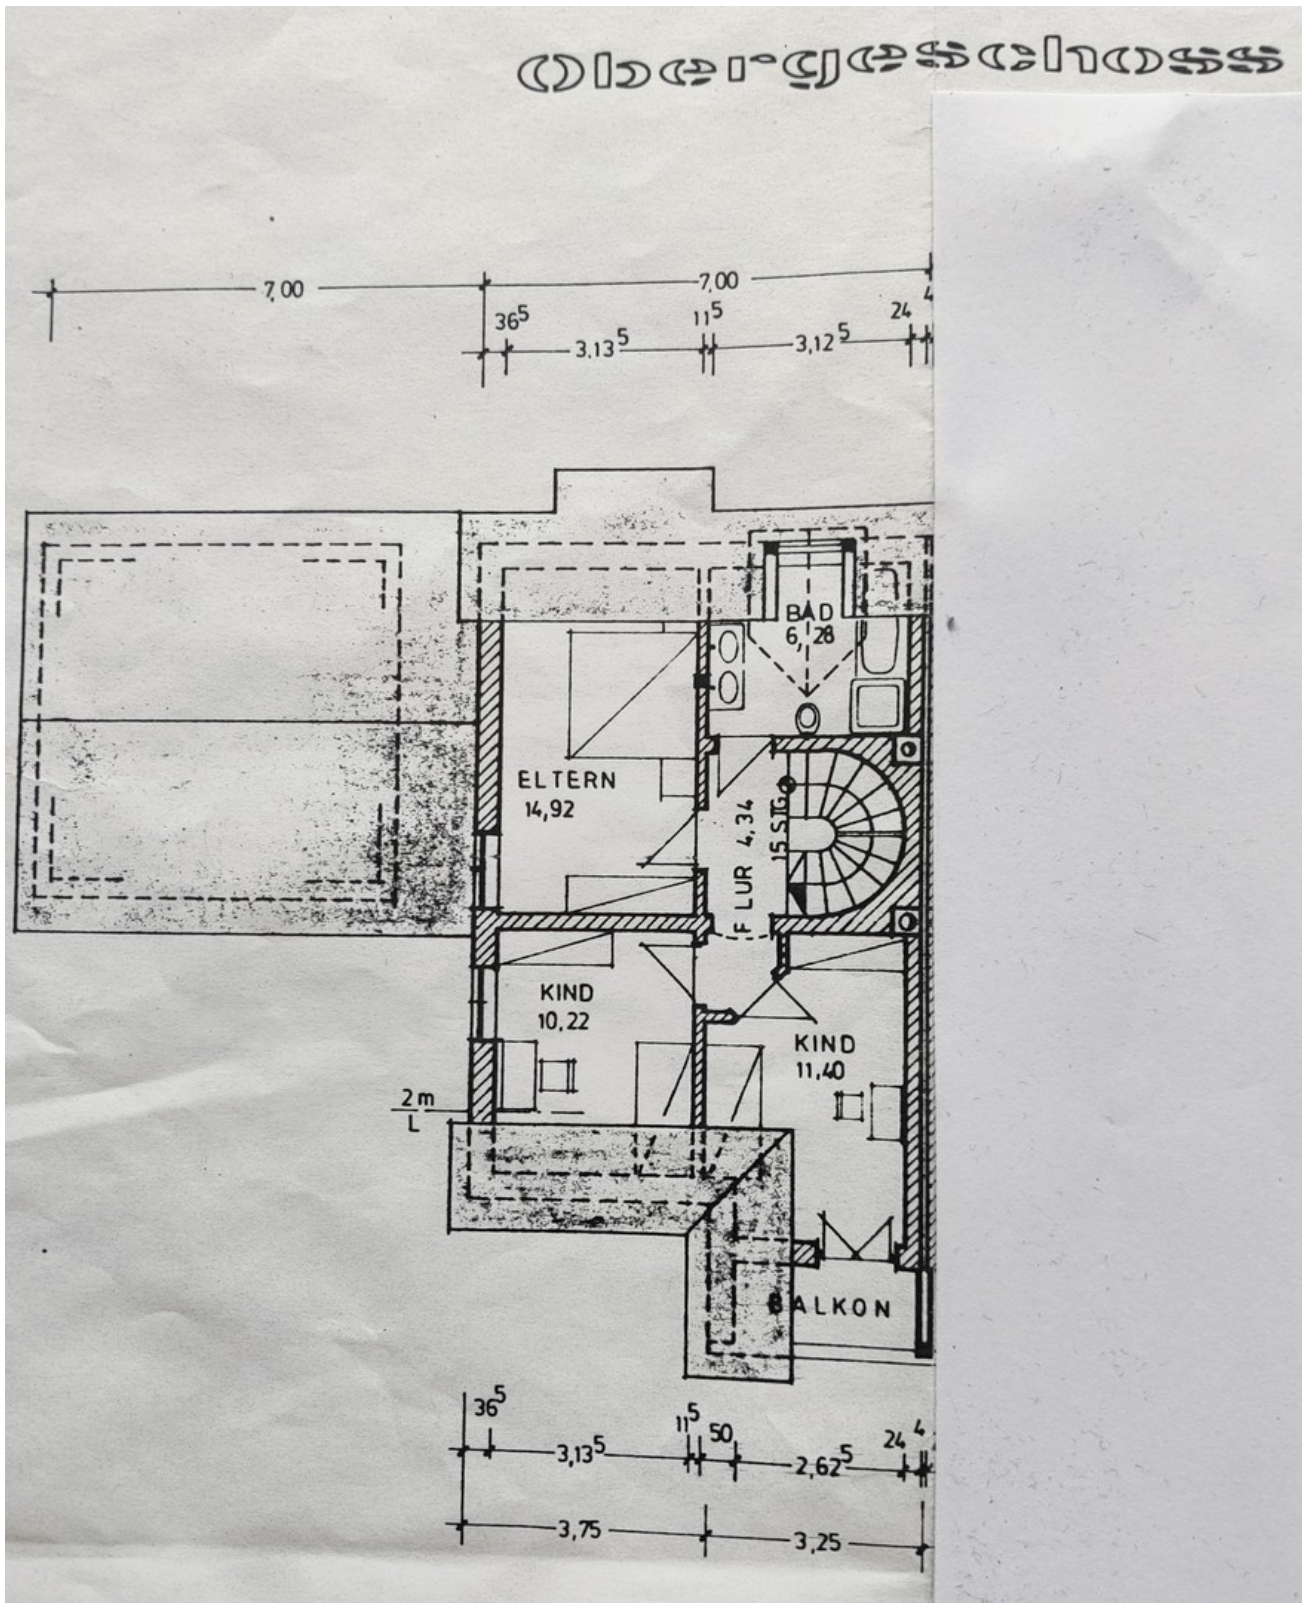 Obergeschoss
7,00
7,00
36⁵
11⁵
24
4
3,13⁵
3,12⁵
BAD
6,28
ELTERN
14,92
FLUR 4,34
15 STG
KIND
10,22
KIND
11,40
2m
L
BALKON
36⁵
11⁵
50
24
4
3,13⁵
2,62⁵
3,75
3,25